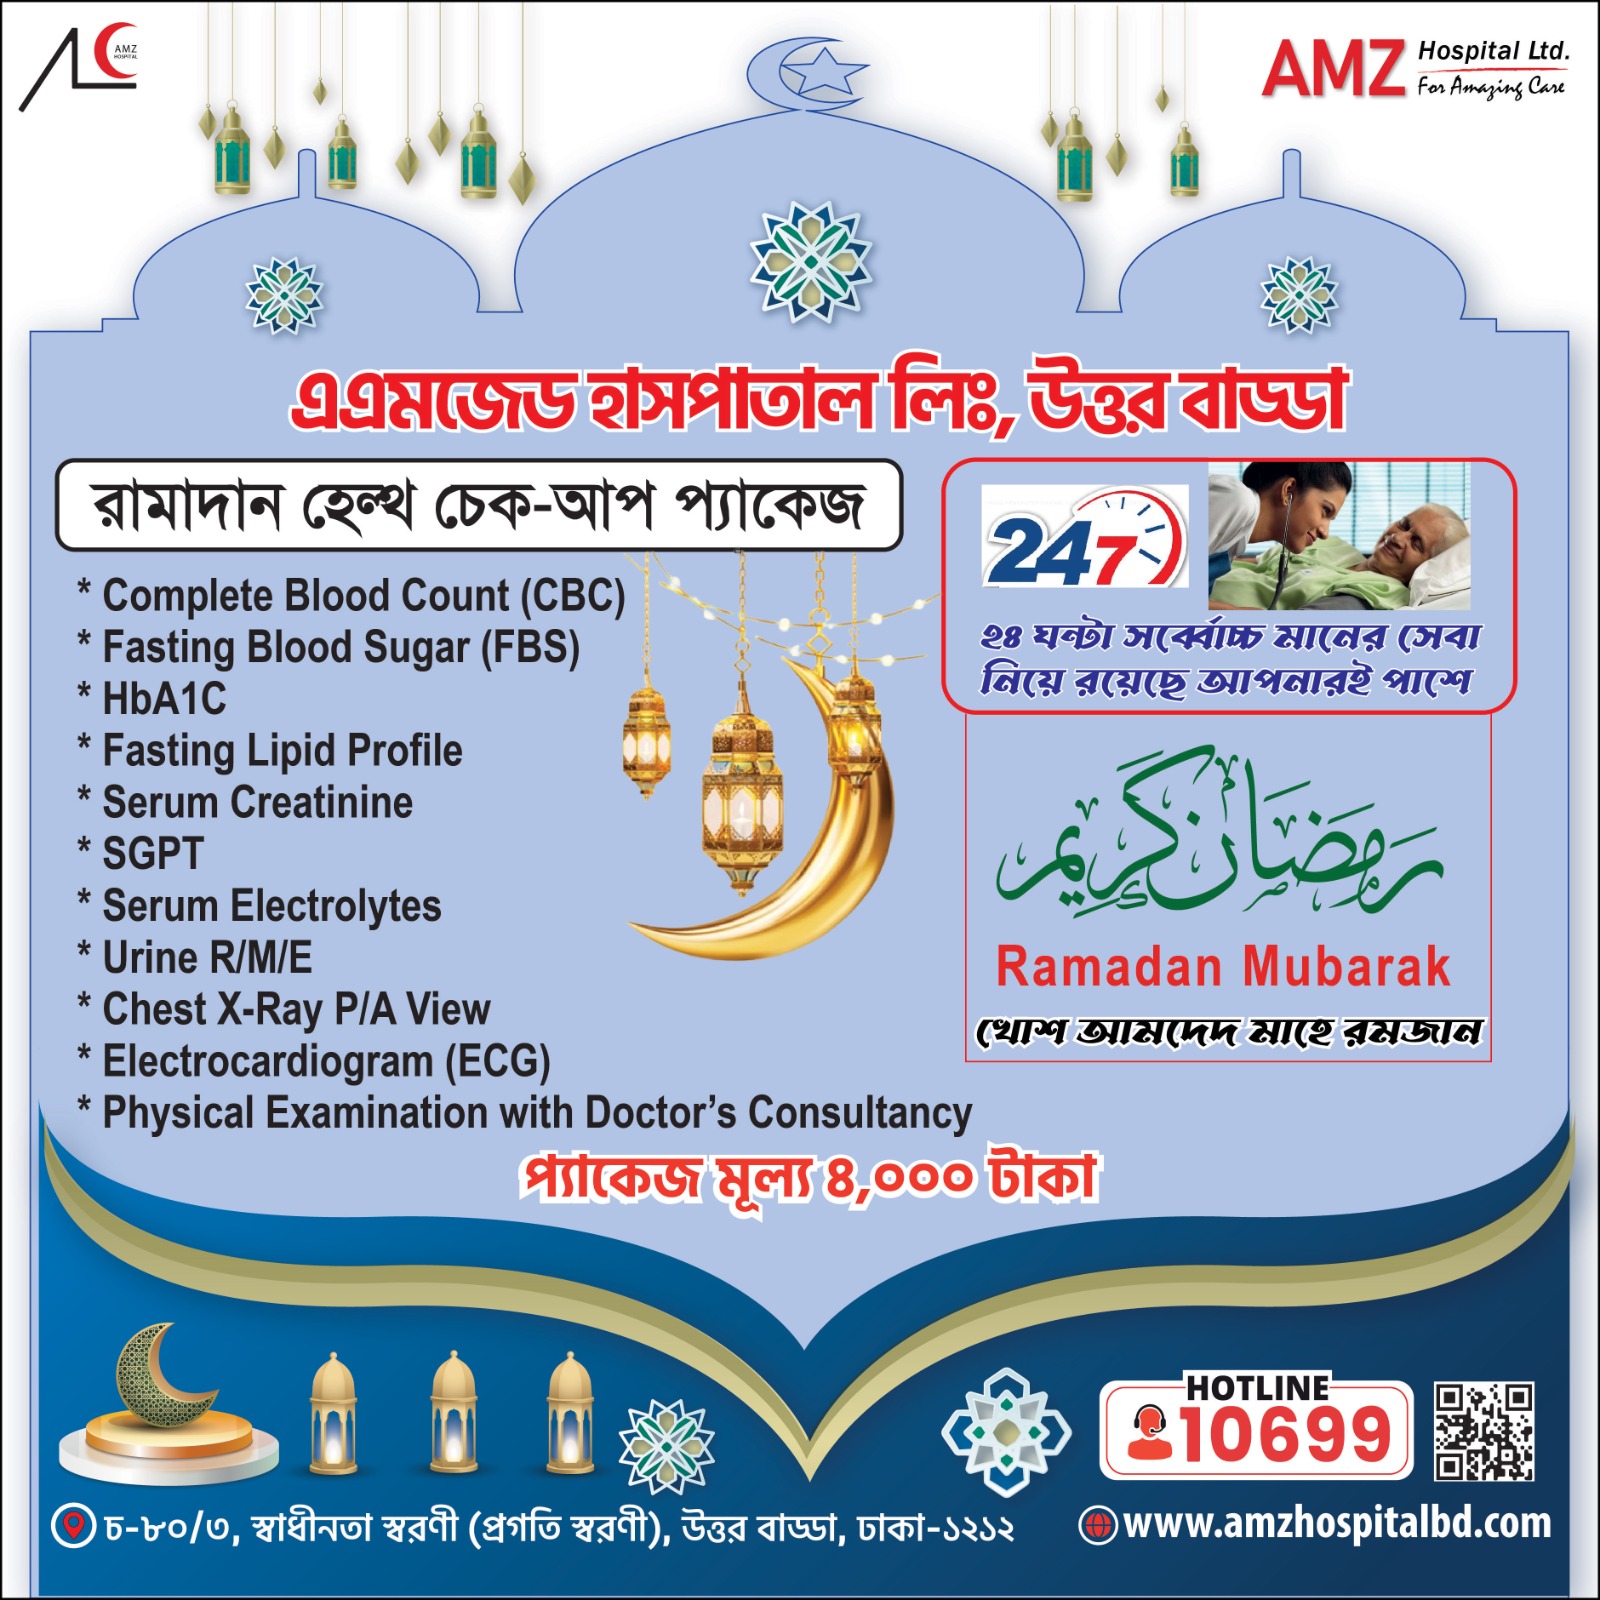 AMZ
HOSPITAL
AMZ Hospital Ltd.
For Amazing Care
এএমজেড হাসপাতাল লিঃ, উত্তর বাড্ডা
রামাদান হেল্থ চেক-আপ প্যাকেজ
* Complete Blood Count (CBC)
* Fasting Blood Sugar (FBS)
* HbA1C
* Fasting Lipid Profile
* Serum Creatinine
* SGPT
* Serum Electrolytes
* Urine R/M/E
* Chest X-Ray P/A View
* Electrocardiogram (ECG)
* Physical Examination with Doctor’s Consultancy
প্যাকেজ মূল্য ৪,০০০ টাকা
24 7
২৪ ঘন্টা সর্ব্বোচ্চ মানের সেবা
নিয়ে রয়েছে আপনারই পাশে
رمضان كريم
Ramadan Mubarak
খোশ আমদেদ মাহে রমজান
HOTLINE
10699
চ-৮০/৩, স্বাধীনতা স্বরণী (প্রগতি স্বরণী), উত্তর বাড্ডা, ঢাকা-১২১২
www.amzhospitalbd.com